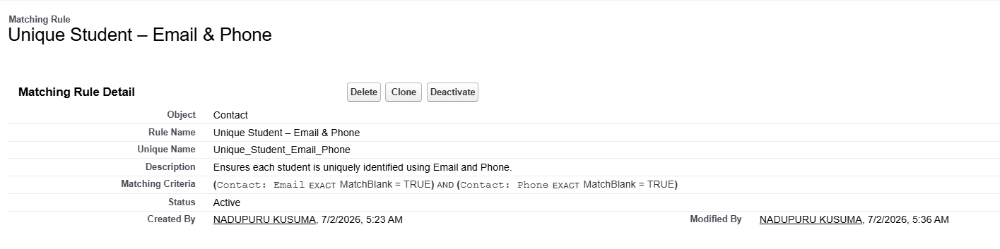 Matching Rule
Unique Student – Email & Phone
Matching Rule Detail
Delete Clone Deactivate
Object Contact
Rule Name Unique Student – Email & Phone
Unique Name Unique_Student_Email_Phone
Description Ensures each student is uniquely identified using Email and Phone.
Matching Criteria (Contact: Email EXACT MatchBlank = TRUE) AND (Contact: Phone EXACT MatchBlank = TRUE)
Status Active
Created By NADUPURU KUSUMA, 7/2/2026, 5:23 AM Modified By NADUPURU KUSUMA, 7/2/2026, 5:36 AM